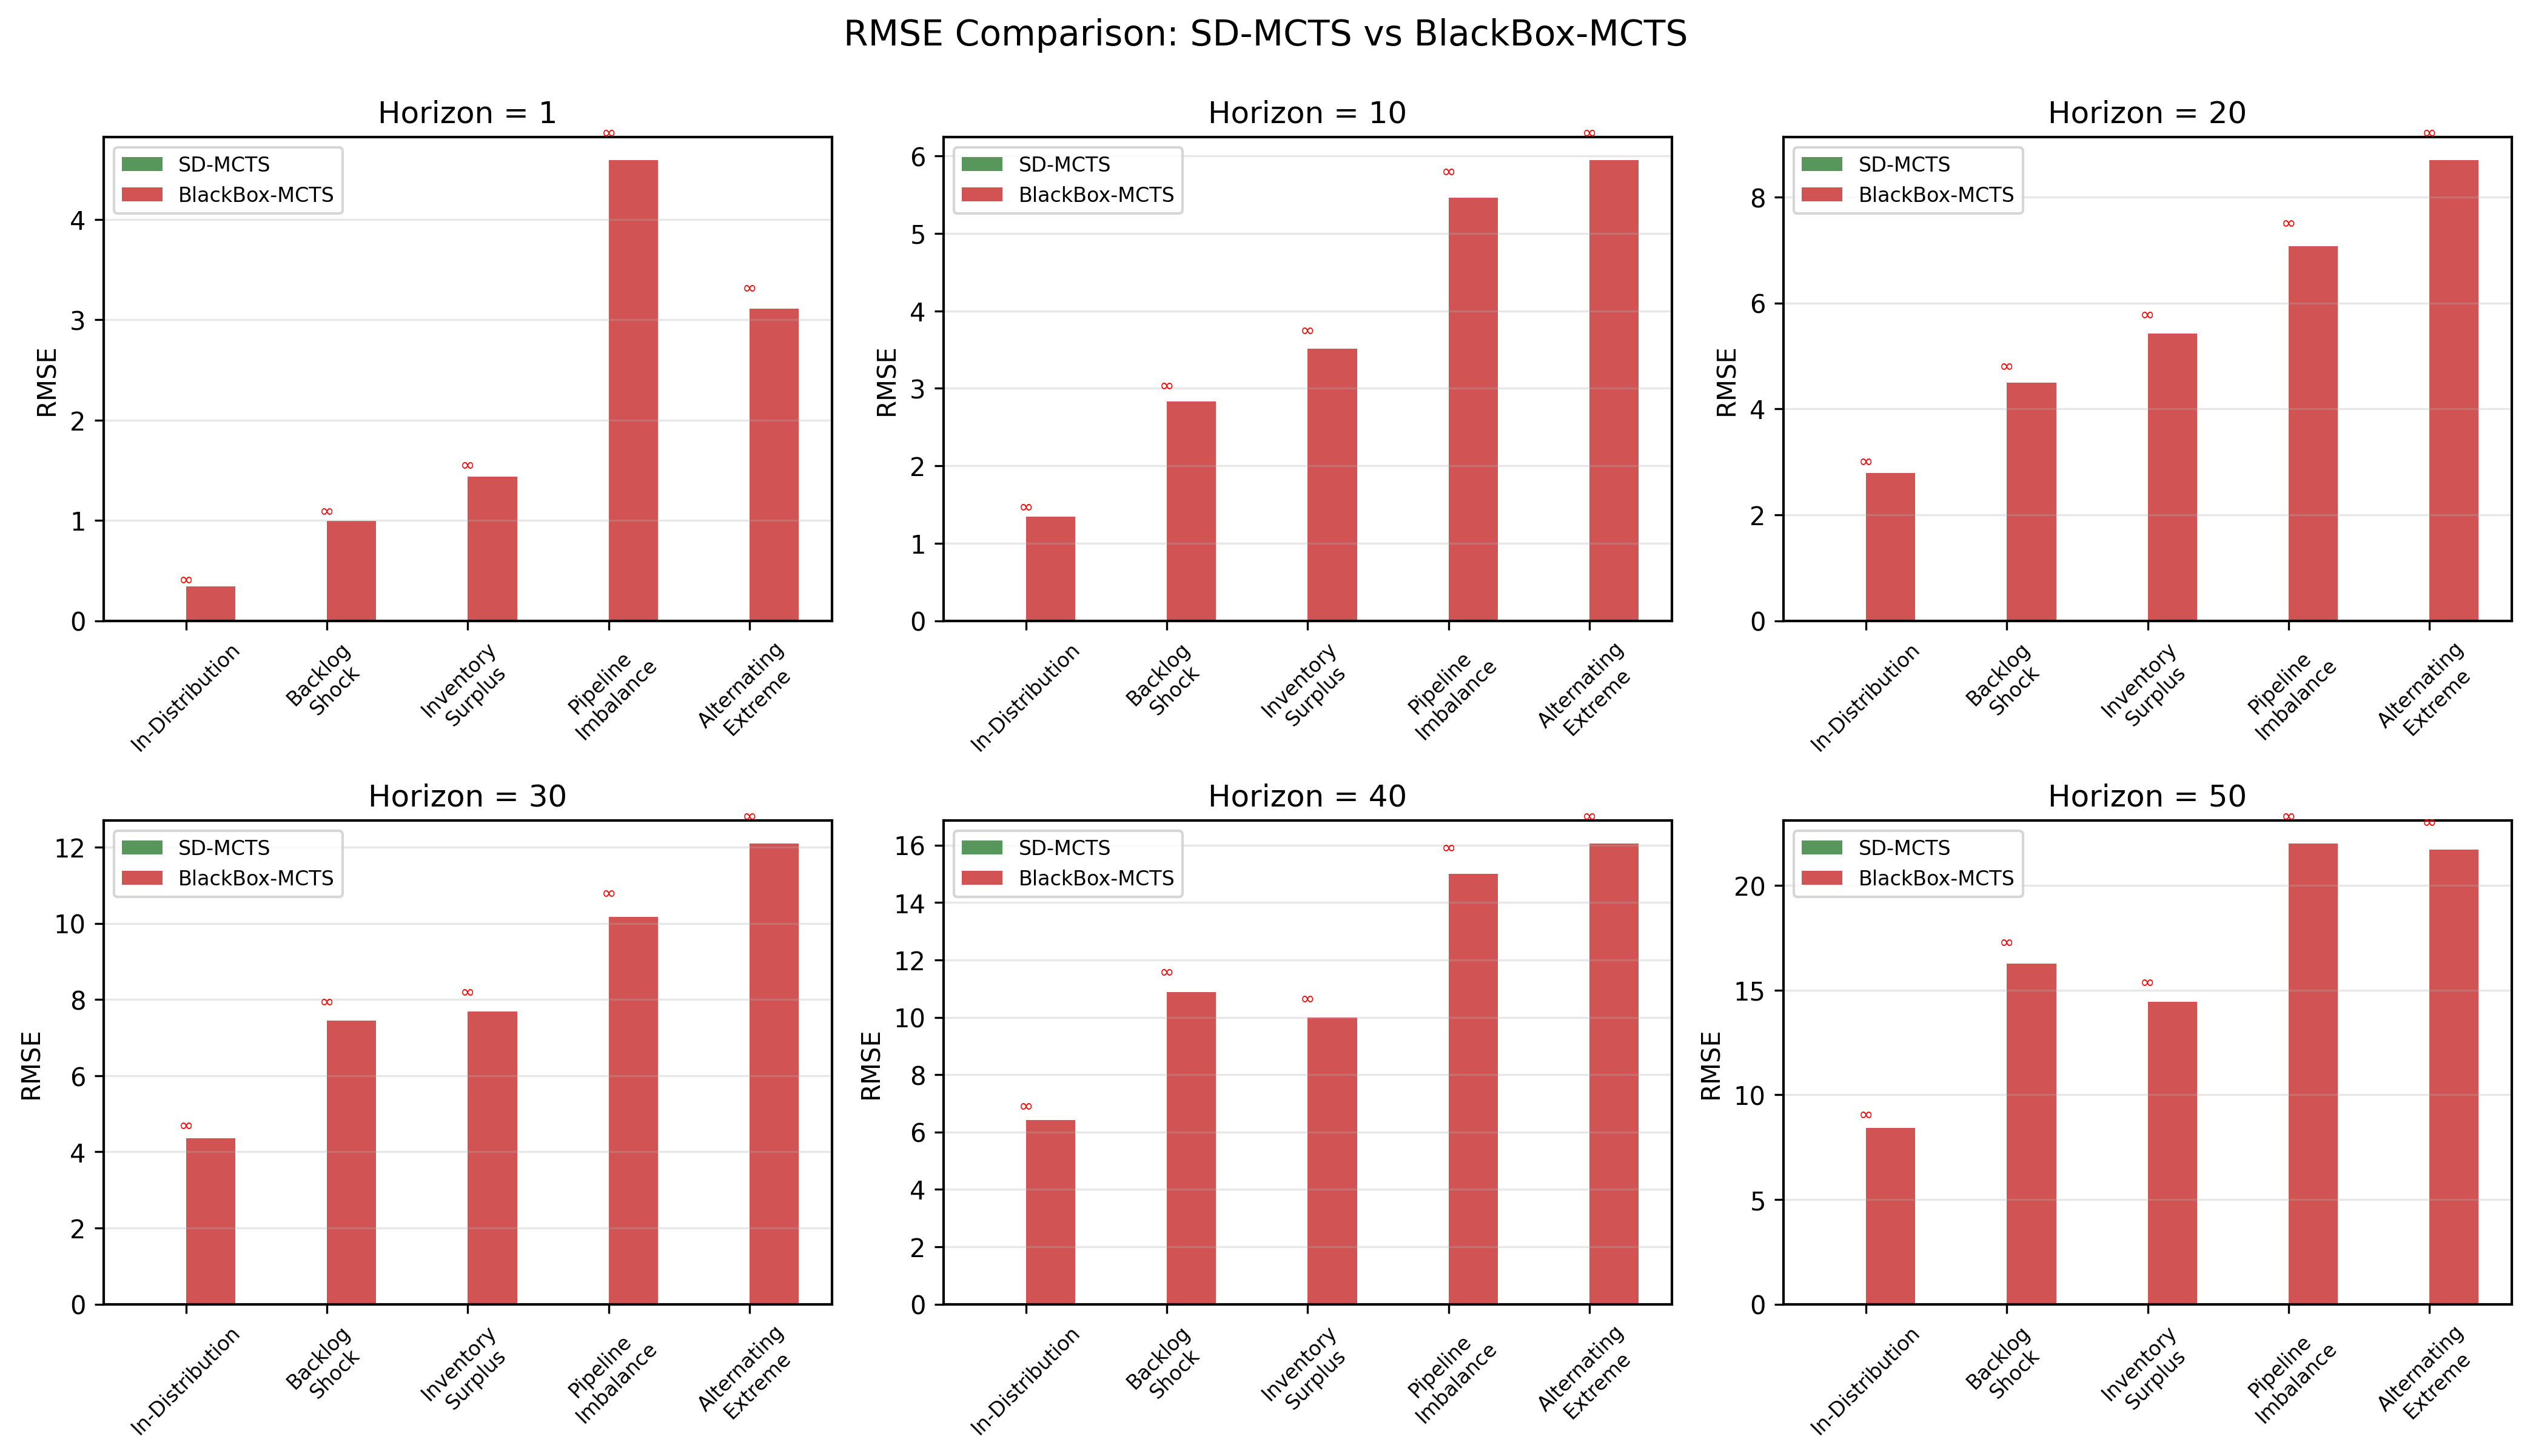 RMSE Comparison: SD-MCTS vs BlackBox-MCTS
Horizon = 1
∞
SD-MCTS
BlackBox-MCTS
4
3
2
1
0
RMSE
∞
∞
∞
∞
In-Distribution
Backlog
Shock
Inventory
Surplus
Pipeline
Imbalance
Alternating
Extreme
Horizon = 10
∞
SD-MCTS
BlackBox-MCTS
6
5
4
3
2
1
0
RMSE
∞
∞
∞
∞
In-Distribution
Backlog
Shock
Inventory
Surplus
Pipeline
Imbalance
Alternating
Extreme
Horizon = 20
∞
SD-MCTS
BlackBox-MCTS
8
6
4
2
0
RMSE
∞
∞
∞
∞
In-Distribution
Backlog
Shock
Inventory
Surplus
Pipeline
Imbalance
Alternating
Extreme
Horizon = 30
∞
SD-MCTS
BlackBox-MCTS
12
10
8
6
4
2
0
RMSE
∞
∞
∞
∞
In-Distribution
Backlog
Shock
Inventory
Surplus
Pipeline
Imbalance
Alternating
Extreme
Horizon = 40
∞
SD-MCTS
BlackBox-MCTS
16
14
12
10
8
6
4
2
0
RMSE
∞
∞
∞
∞
In-Distribution
Backlog
Shock
Inventory
Surplus
Pipeline
Imbalance
Alternating
Extreme
Horizon = 50
∞
∞
SD-MCTS
BlackBox-MCTS
20
15
10
5
0
RMSE
∞
∞
∞
In-Distribution
Backlog
Shock
Inventory
Surplus
Pipeline
Imbalance
Alternating
Extreme